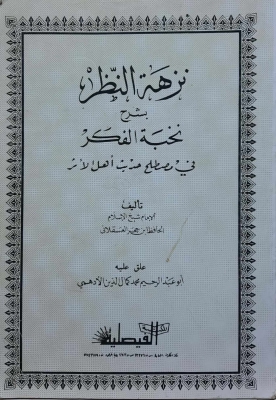 نزهة النظر
بشرح
نخبة الفكر
في مصطلح حديث أهل الأثر
تأليف
الإمام شيخ الإسلام
الحافظ ابن حجر العسقلاني
علق عليه
أبو عبد الرحيم محمد كمال الدين الأدهمي
الفيصلية